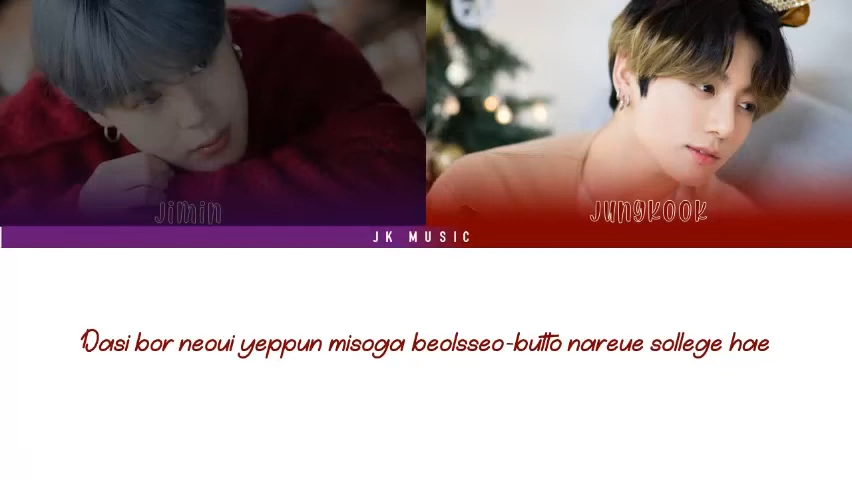 Jimin
JUNGKOOK
JK MUSIC
Dasi bor neoui yeppun misoga beolsseo-butto nareue sollege hae